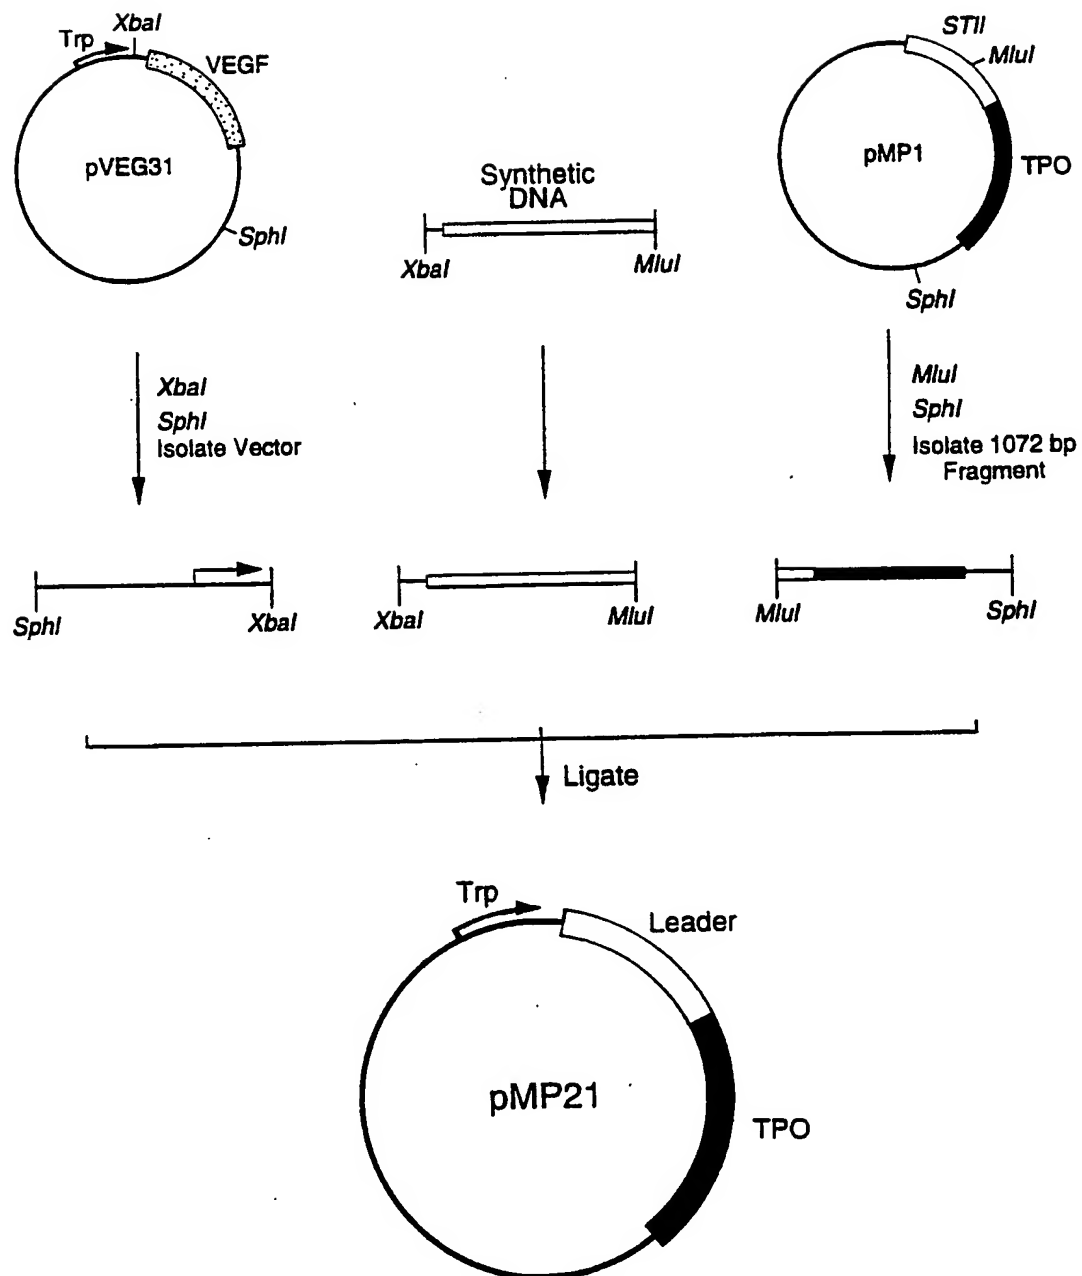 XbaI
Trp
VEGF
pVEG31
SphI
Synthetic
DNA
XbaI
MluI
STII
MluI
pMP1
TPO
SphI
XbaI
SphI
Isolate Vector
MluI
SphI
Isolate 1072 bp
Fragment
SphI
XbaI
XbaI
MluI
MluI
SphI
Ligate
Trp
Leader
pMP21
TPO